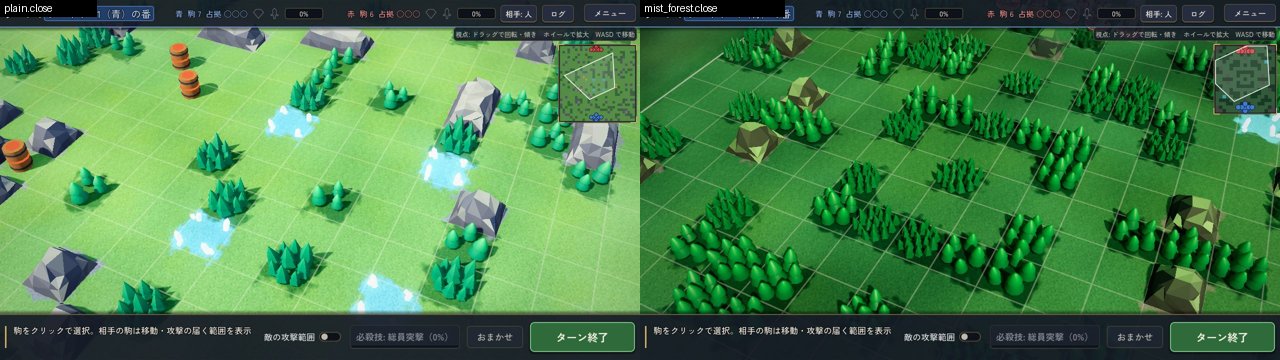 plain.close
1（青）の番
青 駒 7 占拠 ○○○
0%
赤 駒 6 占拠 ○○○
0%
相手: 人
ログ
メニュー
視点: ドラッグで回転・傾き ホイールで拡大 WASD で移動
駒をクリックで選択。相手の駒は移動・攻撃の届く範囲を表示
敵の攻撃範囲
必殺技: 総員突撃（0%）
おまかせ
ターン終了
mist_forest.close
番
青 駒 7 占拠 ○○○
0%
赤 駒 6 占拠 ○○○
0%
相手: 人
ログ
メニュー
視点: ドラッグで回転・傾き ホイールで拡大 WASD で移動
駒をクリックで選択。相手の駒は移動・攻撃の届く範囲を表示
敵の攻撃範囲
必殺技: 総員突撃（0%）
おまかせ
ターン終了